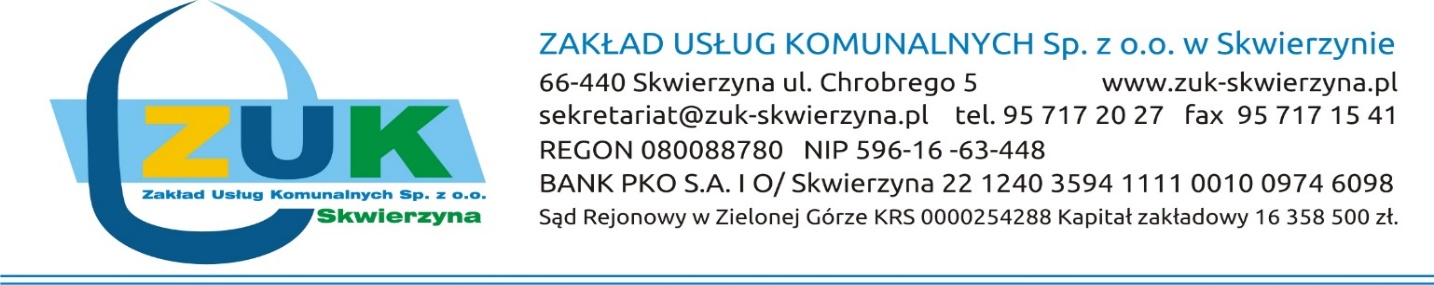 ZUK
Zakład Usług Komunalnych Sp. z o.o.
Skwierzyna
ZAKŁAD USŁUG KOMUNALNYCH Sp. z o.o. w Skwierzynie
66-440 Skwierzyna ul. Chrobrego 5 www.zuk-skwierzyna.pl
sekretariat@zuk-skwierzyna.pl tel. 95 717 20 27 fax 95 717 15 41
REGON 080088780 NIP 596-16 -63-448
BANK PKO S.A. I O/ Skwierzyna 22 1240 3594 1111 0010 0974 6098
Sąd Rejonowy w Zielonej Górze KRS 0000254288 Kapitał zakładowy 16 358 500 zł.